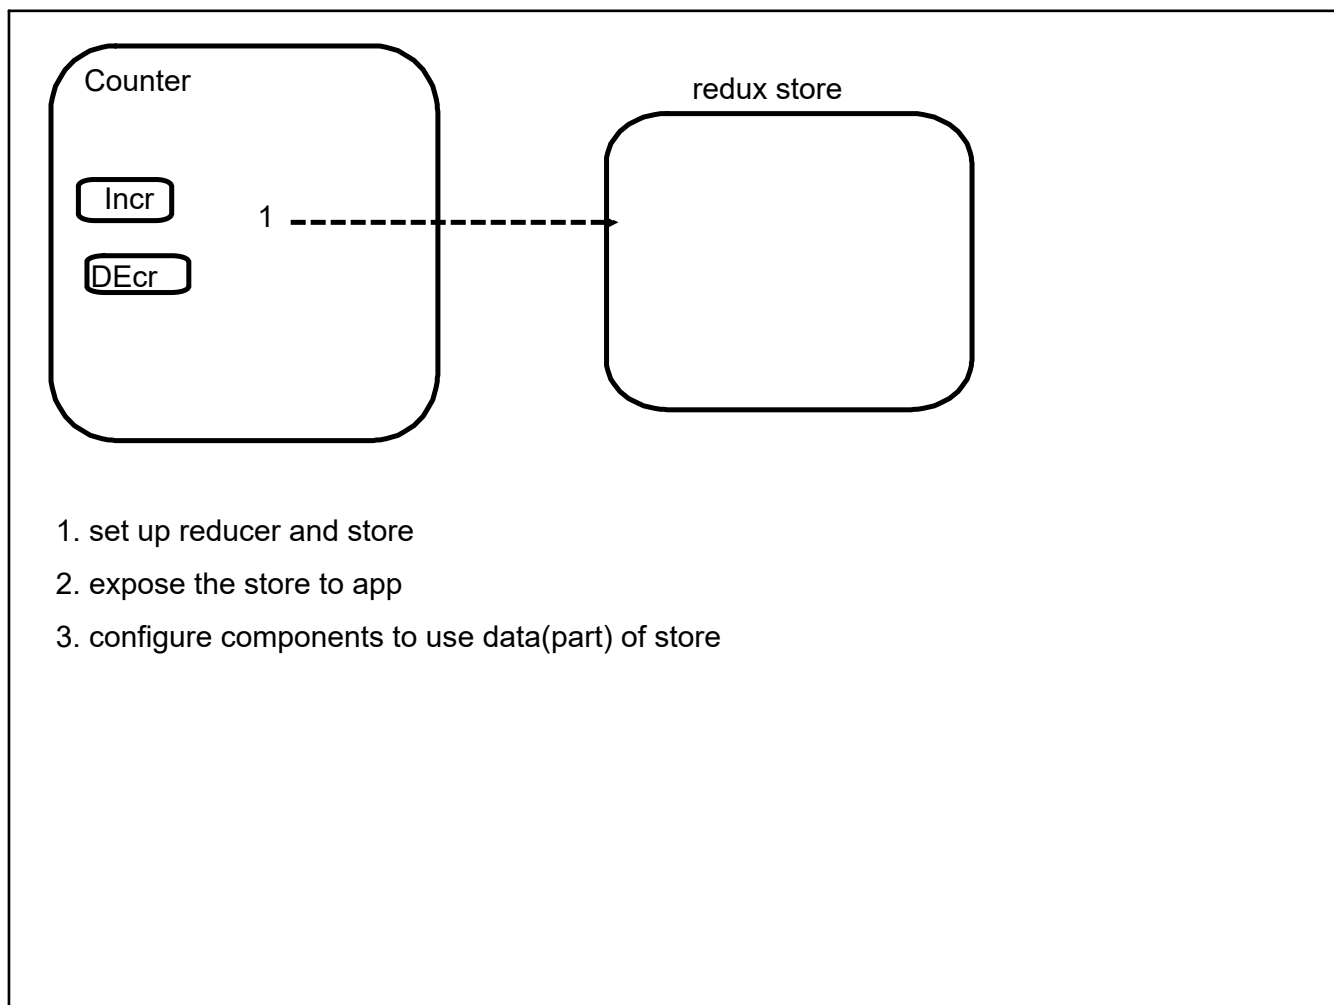 Counter
redux store
Incr
1
DEcr
1. set up reducer and store
2. expose the store to app
3. configure components to use data(part) of store